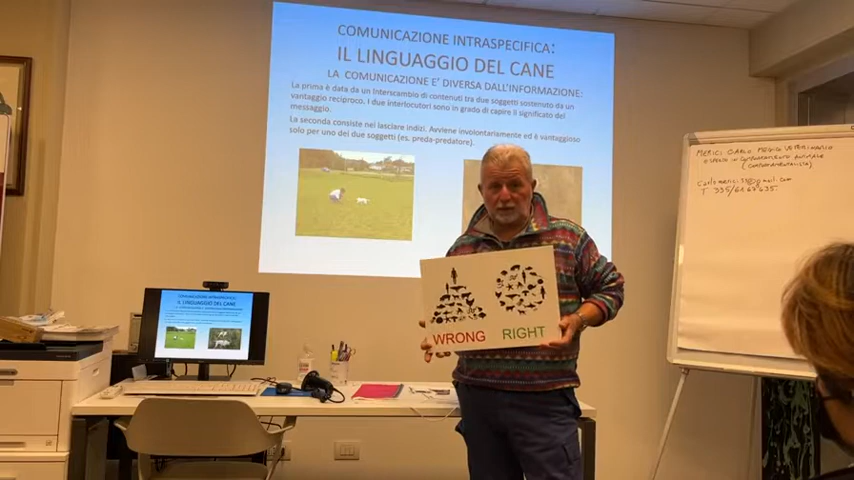 COMUNICAZIONE INTRASPECIFICA:
IL LINGUAGGIO DEL CANE
LA COMUNICAZIONE E' DIVERSA DALL'INFORMAZIONE:
La prima è data da un interscambio di contenuti tra due soggetti sostenuto da un
vantaggio reciproco. I due interlocutori sono in grado di capire il significato del
messaggio.
La seconda consiste nel lasciare indizi. Avviene involontariamente ed è vantaggioso
solo per uno dei due soggetti (es. preda-predatore).
MERICI CARLO MEDICO VETERINARIO
ESPERTO IN COMPORTAMENTO ANIMALE
(COMPORTAMENTALISTA)
WRONG RIGHT
COMUNICAZIONE INTRASPECIFICA:
IL LINGUAGGIO DEL CANE